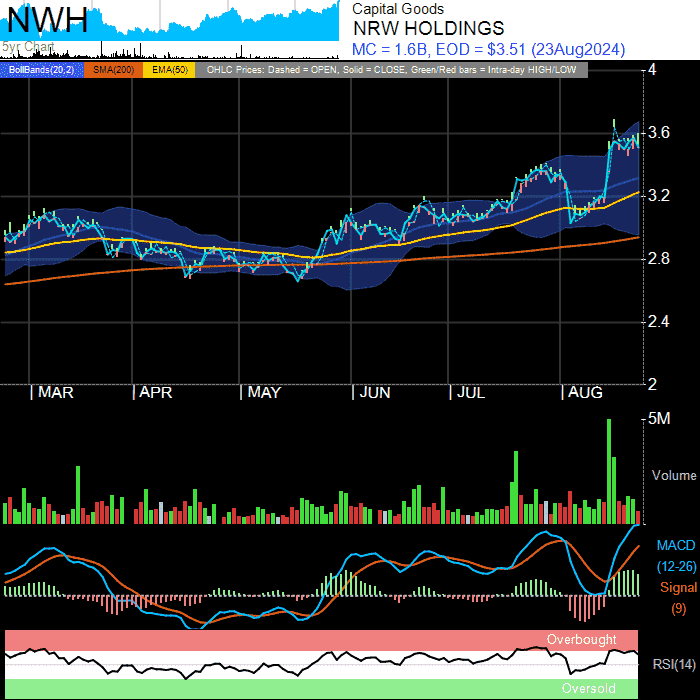 NWH
5yr Chart
Capital Goods
NRW HOLDINGS
MC = 1.6B, EOD = $3.51 (23Aug2024)
BollBands(20,2) SMA(200) EMA(50) OHLC Prices: Dashed = OPEN, Solid = CLOSE, Green/Red bars = Intra-day HIGH/LOW
4
3.6
3.2
2.8
2.4
2
| MAR | APR | MAY | JUN | JUL | AUG
5M
Volume
MACD
(12-26)
Signal
(9)
Overbought
RSI(14)
Oversold